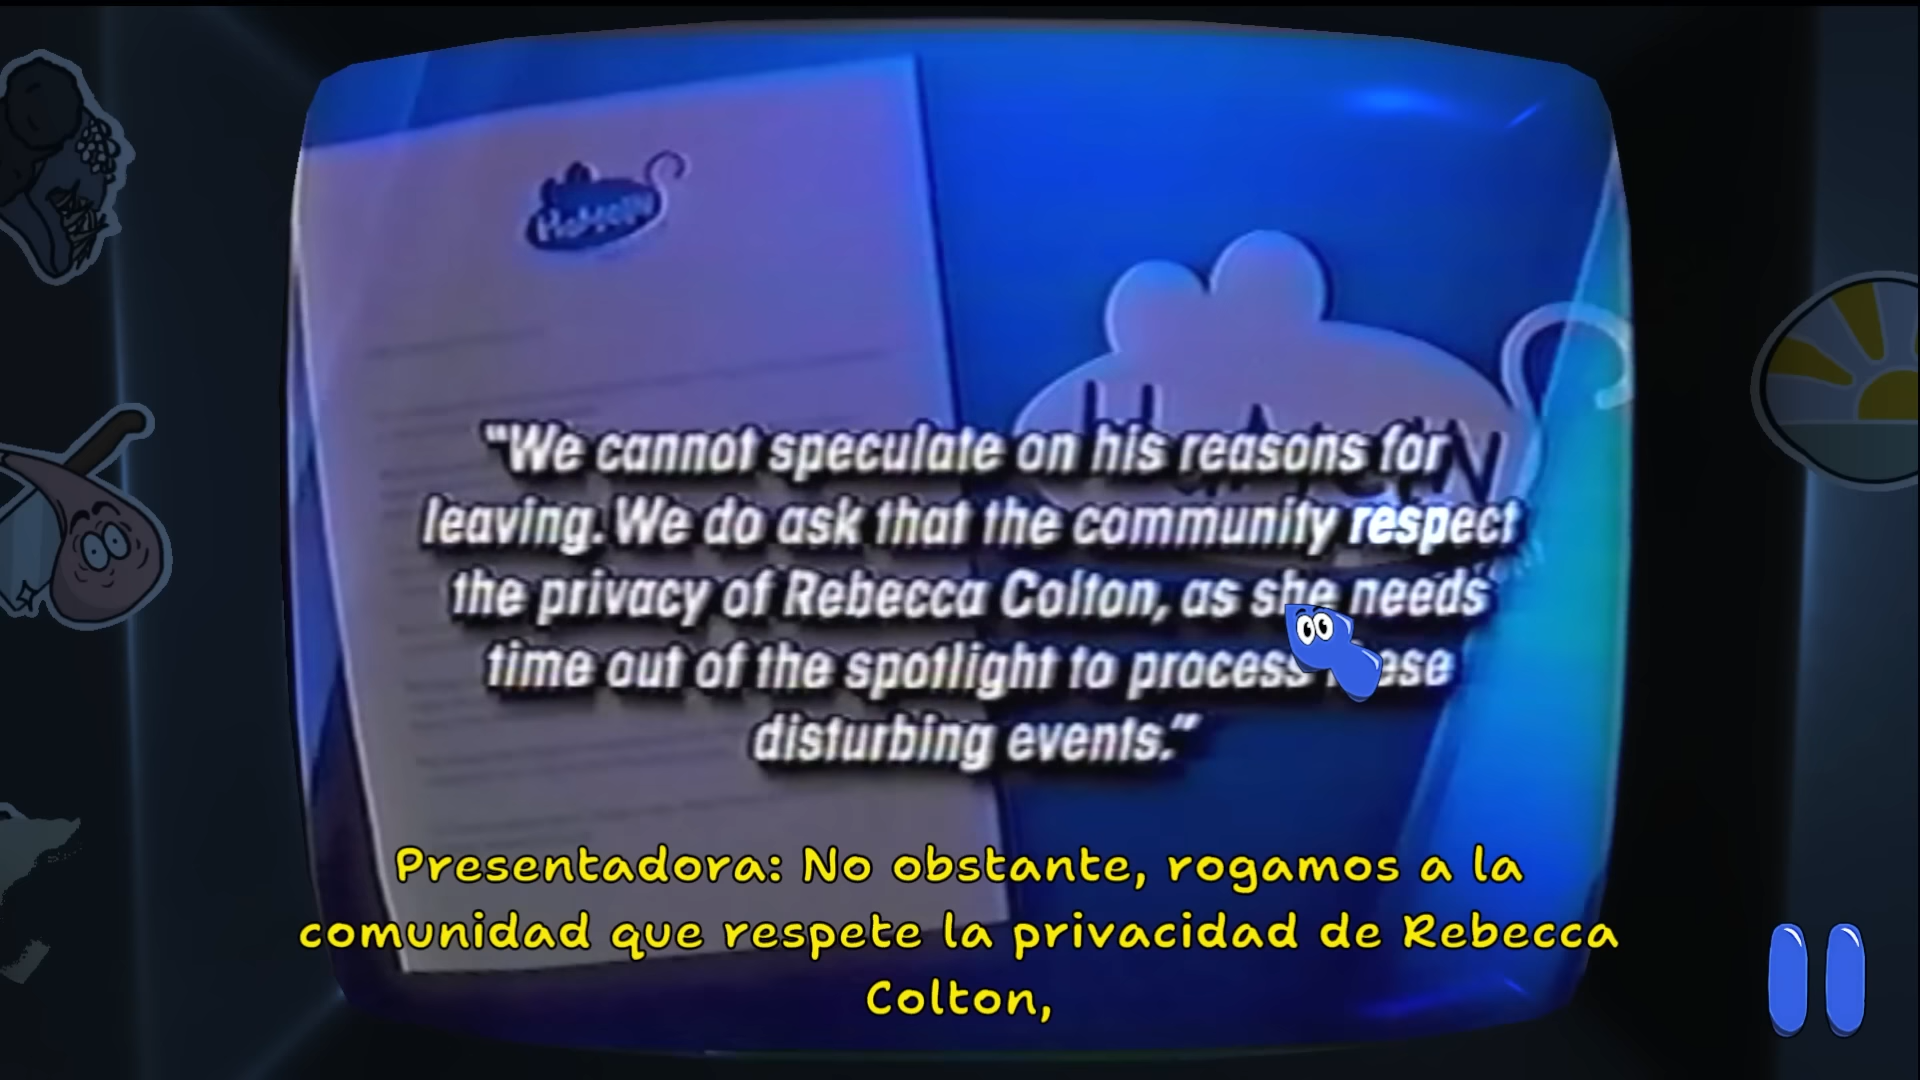 HaMeln
"We cannot speculate on his reasons for
leaving. We do ask that the community respect
the privacy of Rebecca Colton, as she needs
time out of the spotlight to process these
disturbing events."
Presentadora: No obstante, rogamos a la
comunidad que respete la privacidad de Rebecca
Colton,